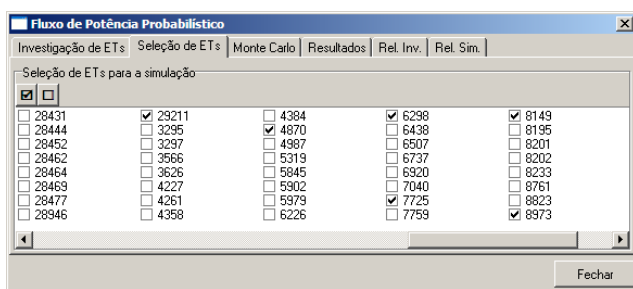 Fluxo de Potência Probabilístico
Investigação de ETs Seleção de ETs Monte Carlo Resultados Rel. Inv. Rel. Sim.
Seleção de ETs para a simulação
28431 29211 4384 6298 8149
28444 3295 4870 6438 8195
28452 3297 4987 6507 8201
28462 3566 5319 6737 8202
28464 3626 5845 6920 8233
28469 4227 5902 7040 8761
28477 4261 5979 7725 8823
28946 4358 6226 7759 8973
Fechar